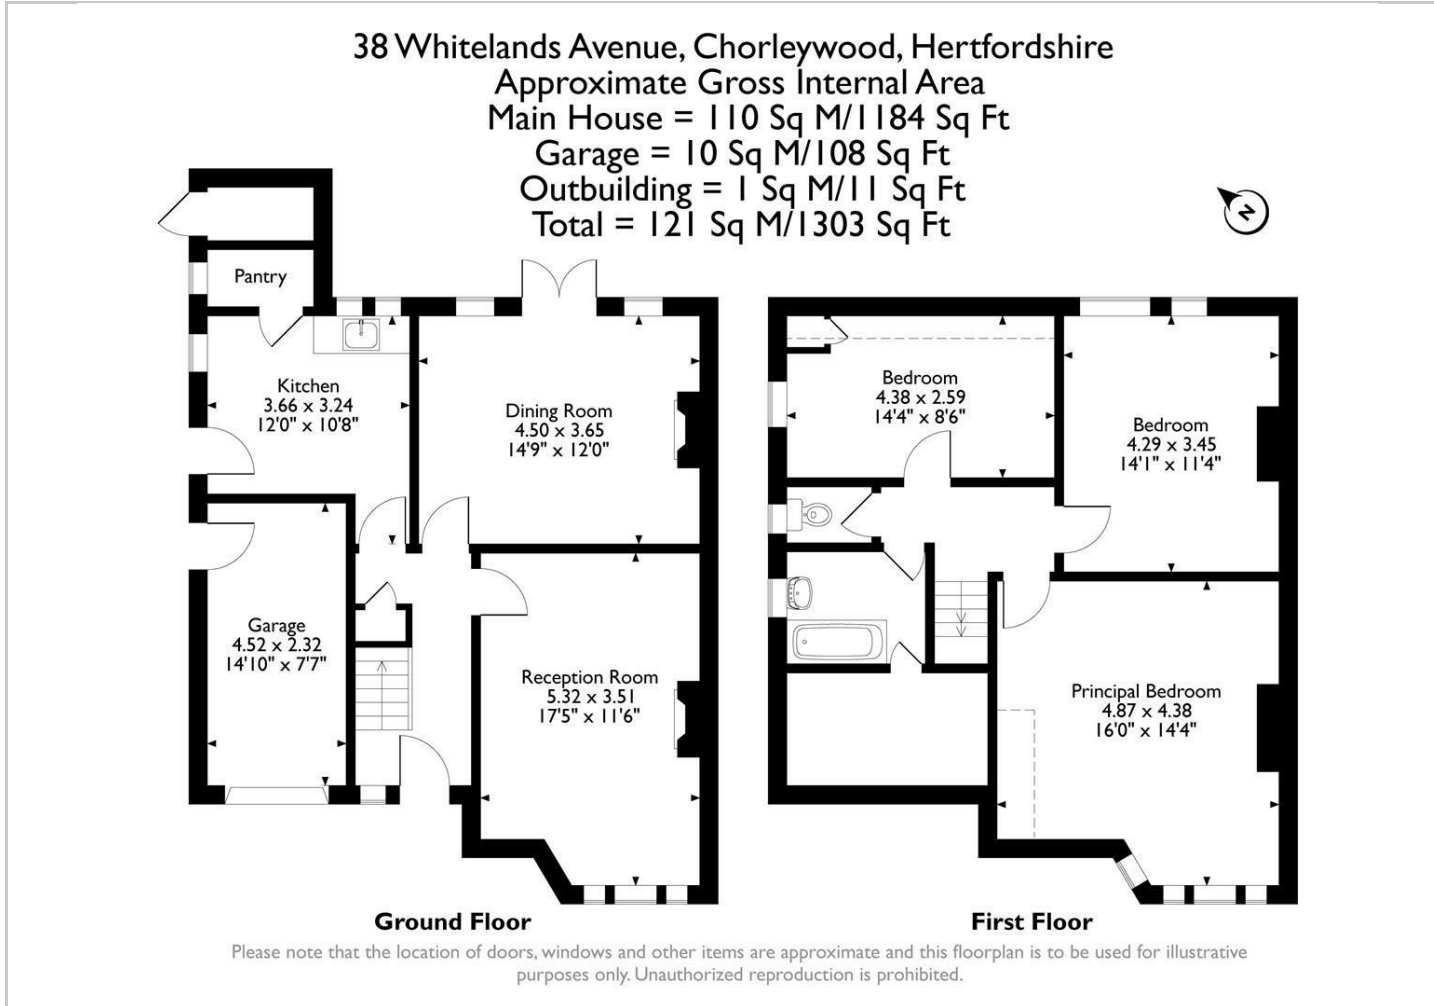 38 Whitelands Avenue, Chorleywood, Hertfordshire
Approximate Gross Internal Area
Main House = 110 Sq M/1184 Sq Ft
Garage = 10 Sq M/108 Sq Ft
Outbuilding = 1 Sq M/11 Sq Ft
Total = 121 Sq M/1303 Sq Ft
N
Pantry
Kitchen
3.66 x 3.24
12'0" x 10'8"
Dining Room
4.50 x 3.65
14'9" x 12'0"
Garage
4.52 x 2.32
14'10" x 7'7"
Reception Room
5.32 x 3.51
17'5" x 11'6"
Ground Floor
Bedroom
4.38 x 2.59
14'4" x 8'6"
Bedroom
4.29 x 3.45
14'1" x 11'4"
Principal Bedroom
4.87 x 4.38
16'0" x 14'4"
First Floor
Please note that the location of doors, windows and other items are approximate and this floorplan is to be used for illustrative
purposes only. Unauthorized reproduction is prohibited.